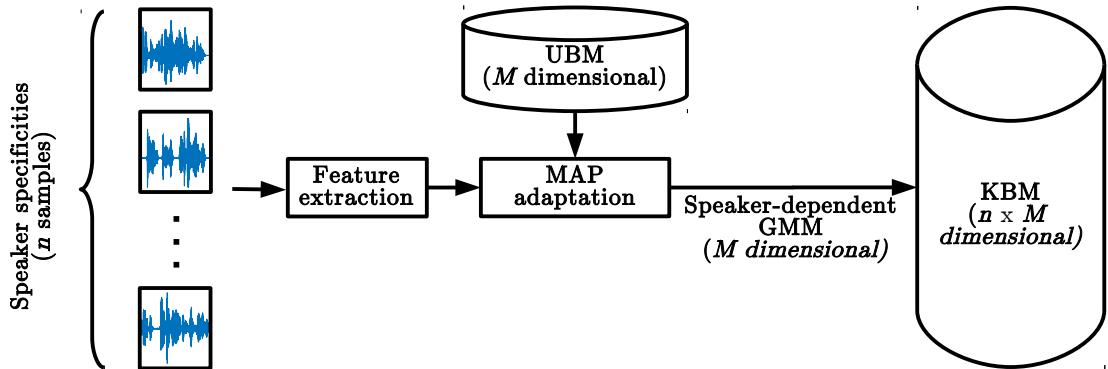 Speaker specificities
(n samples)
UBM
(M dimensional)
Feature
extraction
MAP
adaptation
Speaker-dependent
GMM
(M dimensional)
KBM
(n x M
dimensional)